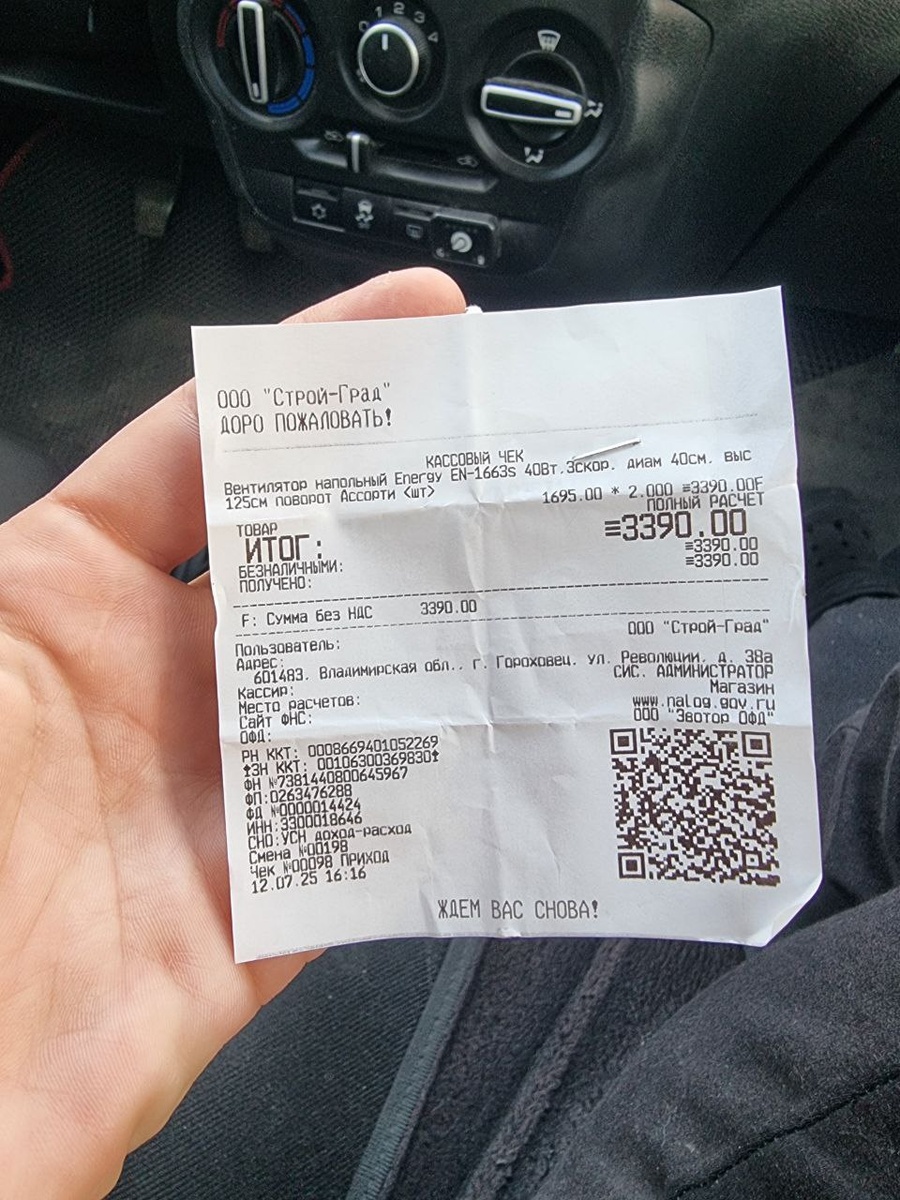 0 1 2 3 4
ООО "Строй-Град"
ДОРО ПОЖАЛОВАТЬ!
КАССОВЫЙ ЧЕК
Вентилятор напольный Energy EN-1663s 40Вт.3скор. диам 40см. выс
125см поворот Ассорти <шт>
1695.00 * 2.000 ≡3390.00F
ТОВАР ПОЛНЫЙ РАСЧЕТ
ИТОГ: ≡3390.00
БЕЗНАЛИЧНЫМИ: ≡3390.00
ПОЛУЧЕНО: ≡3390.00
F: Сумма без НДС 3390.00
Пользователь: ООО "Строй-Град"
Адрес:
601483, Владимирская обл., г. Гороховец, ул. Революции, д. 38а
Кассир: СИС. АДМИНИСТРАТОР
Место расчетов: Магазин
Сайт ФНС: www.nalog.gov.ru
ОФД: ООО "Эвотор ОФД"
РН ККТ: 0008669401052269
ЗН ККТ: 00106300369830
ФН №7381440800645967
ФП:0263476288
ФД №0000014424
ИНН:3300018646
СНО:УСН доход-расход
Смена №00198
Чек №00098 ПРИХОД
12.07.25 16:16
ЖДЕМ ВАС СНОВА!